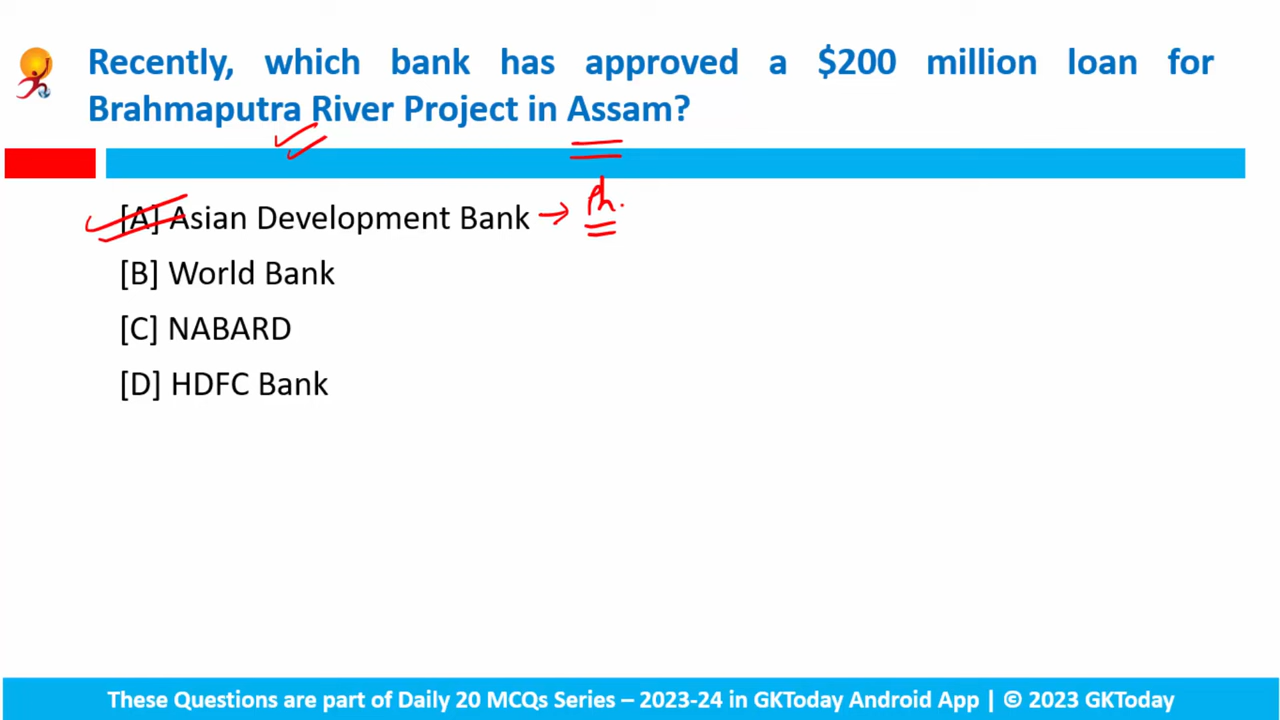 Recently, which bank has approved a $200 million loan for
Brahmaputra River Project in Assam?
[A] Asian Development Bank → Ph.
[B] World Bank
[C] NABARD
[D] HDFC Bank
These Questions are part of Daily 20 MCQs Series – 2023-24 in GKToday Android App | © 2023 GKToday